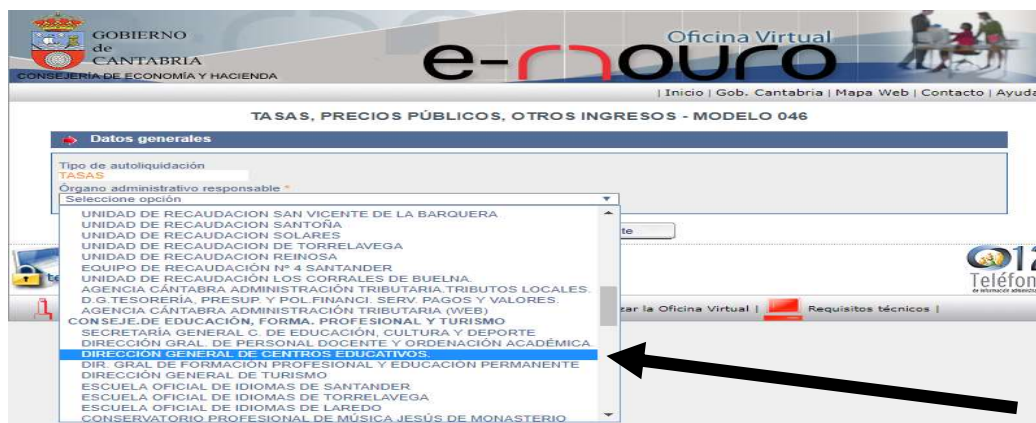 GOBIERNO
de
CANTABRIA
CONSEJERÍA DE ECONOMÍA Y HACIENDA
e-mouro
Oficina Virtual
| Inicio | Gob. Cantabria | Mapa Web | Contacto | Ayuda
TASAS, PRECIOS PÚBLICOS, OTROS INGRESOS - MODELO 046
Datos generales
Tipo de autoliquidación
TASAS
Órgano administrativo responsable *
Seleccione opción
UNIDAD DE RECAUDACION SAN VICENTE DE LA BARQUERA
UNIDAD DE RECAUDACION SANTOÑA
UNIDAD DE RECAUDACION SOLARES
UNIDAD DE RECAUDACION DE TORRELAVEGA
UNIDAD DE RECAUDACION REINOSA
EQUIPO DE RECAUDACIÓN Nº 4 SANTANDER
UNIDAD DE RECAUDACIÓN LOS CORRALES DE BUELNA.
AGENCIA CÁNTABRA ADMINISTRACIÓN TRIBUTARIA.TRIBUTOS LOCALES.
D.G.TESORERÍA, PRESUP. Y POL.FINANCI. SERV. PAGOS Y VALORES.
AGENCIA CÁNTABRA ADMINISTRACIÓN TRIBUTARIA (WEB)
CONSEJE.DE EDUCACIÓN, FORMA. PROFESIONAL Y TURISMO
SECRETARÍA GENERAL C. DE EDUCACIÓN, CULTURA Y DEPORTE
DIRECCIÓN GRAL. DE PERSONAL DOCENTE Y ORDENACIÓN ACADÉMICA
DIRECCIÓN GENERAL DE CENTROS EDUCATIVOS.
DIR. GRAL DE FORMACIÓN PROFESIONAL Y EDUCACIÓN PERMANENTE
DIRECCIÓN GENERAL DE TURISMO
ESCUELA OFICIAL DE IDIOMAS DE SANTANDER
ESCUELA OFICIAL DE IDIOMAS DE TORRELAVEGA
ESCUELA OFICIAL DE IDIOMAS DE LAREDO
CONSERVATORIO PROFESIONAL DE MÚSICA JESÚS DE MONASTERIO
te
te
012
Teléfon
zar la Oficina Virtual |
Requisitos técnicos |